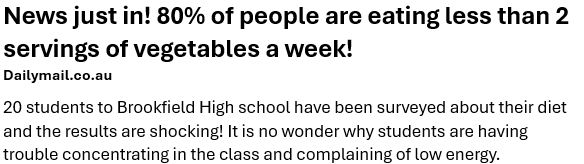 News just in! 80% of people are eating less than 2
servings of vegetables a week!
Dailymail.co.au
20 students to Brookfield High school have been surveyed about their diet
and the results are shocking! It is no wonder why students are having
trouble concentrating in the class and complaining of low energy.